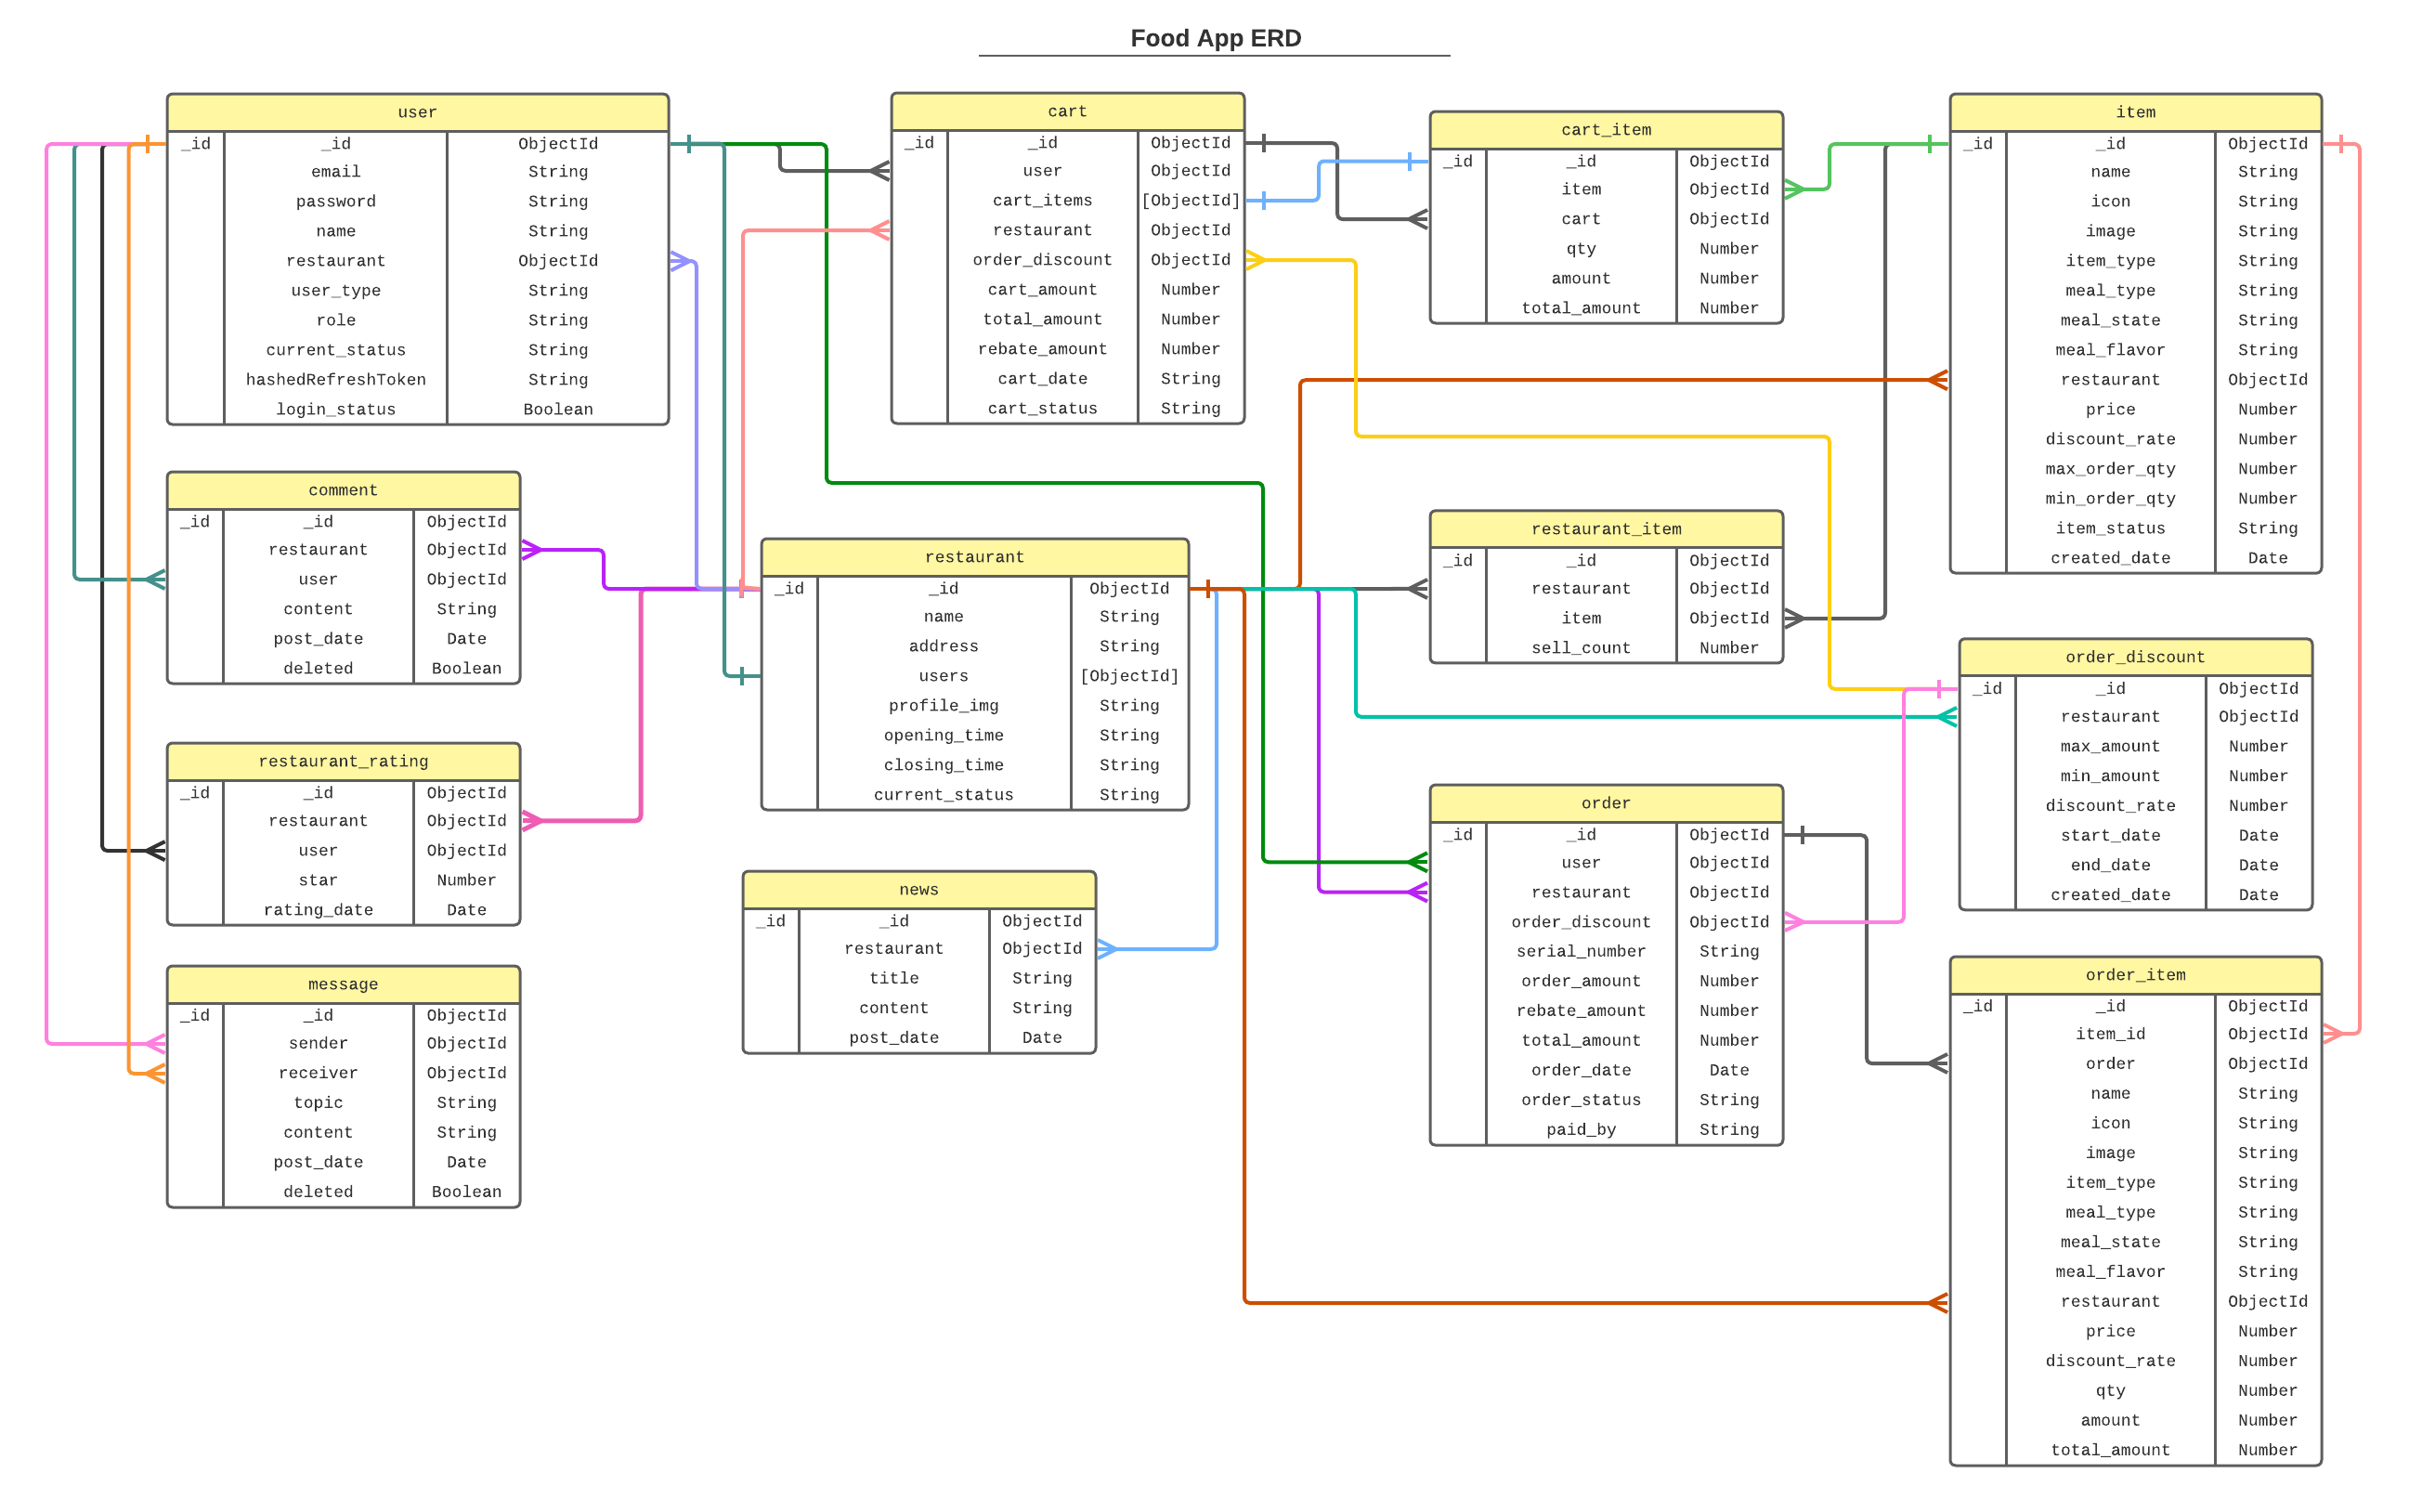 Food App ERD
user
_id _id ObjectId
email String
password String
name String
restaurant ObjectId
user_type String
role String
current_status String
hashedRefreshToken String
login_status Boolean
cart
_id _id ObjectId
user ObjectId
cart_items [ObjectId]
restaurant ObjectId
order_discount ObjectId
cart_amount Number
total_amount Number
rebate_amount Number
cart_date String
cart_status String
cart_item
_id _id ObjectId
item ObjectId
cart ObjectId
qty Number
amount Number
total_amount Number
item
_id _id ObjectId
name String
icon String
image String
item_type String
meal_type String
meal_state String
meal_flavor String
restaurant ObjectId
price Number
discount_rate Number
max_order_qty Number
min_order_qty Number
item_status String
created_date Date
comment
_id _id ObjectId
restaurant ObjectId
user ObjectId
content String
post_date Date
deleted Boolean
restaurant
_id _id ObjectId
name String
address String
users [ObjectId]
profile_img String
opening_time String
closing_time String
current_status String
restaurant_item
_id _id ObjectId
restaurant ObjectId
item ObjectId
sell_count Number
order_discount
_id _id ObjectId
restaurant ObjectId
max_amount Number
min_amount Number
discount_rate Number
start_date Date
end_date Date
created_date Date
restaurant_rating
_id _id ObjectId
restaurant ObjectId
user ObjectId
star Number
rating_date Date
news
_id _id ObjectId
restaurant ObjectId
title String
content String
post_date Date
order
_id _id ObjectId
user ObjectId
restaurant ObjectId
order_discount ObjectId
serial_number String
order_amount Number
rebate_amount Number
total_amount Number
order_date Date
order_status String
paid_by String
message
_id _id ObjectId
sender ObjectId
receiver ObjectId
topic String
content String
post_date Date
deleted Boolean
order_item
_id _id ObjectId
item_id ObjectId
order ObjectId
name String
icon String
image String
item_type String
meal_type String
meal_state String
meal_flavor String
restaurant ObjectId
price Number
discount_rate Number
qty Number
amount Number
total_amount Number